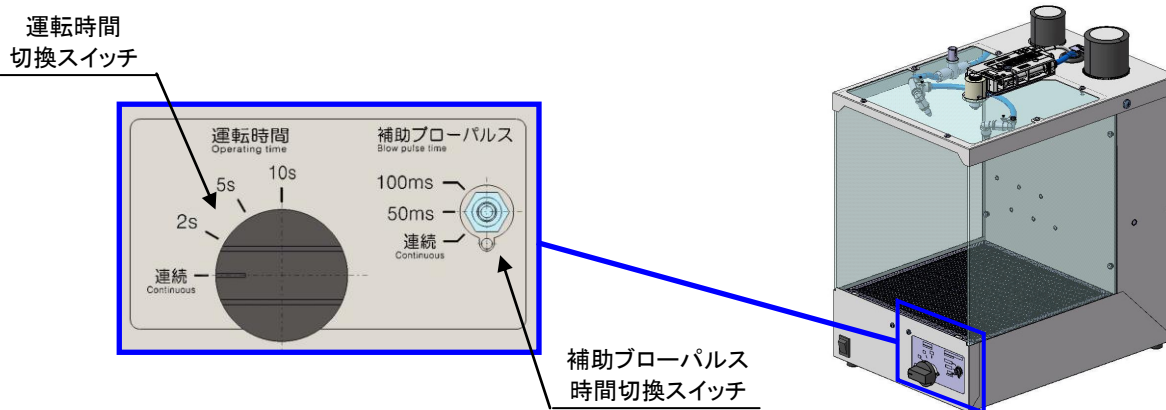 運転時間
切換スイッチ
運転時間
Operating time
補助ブローパルス
Blow pulse time
10s
5s
2s
連続
Continuous
100ms
50ms
連続
Continuous
補助ブローパルス
時間切換スイッチ